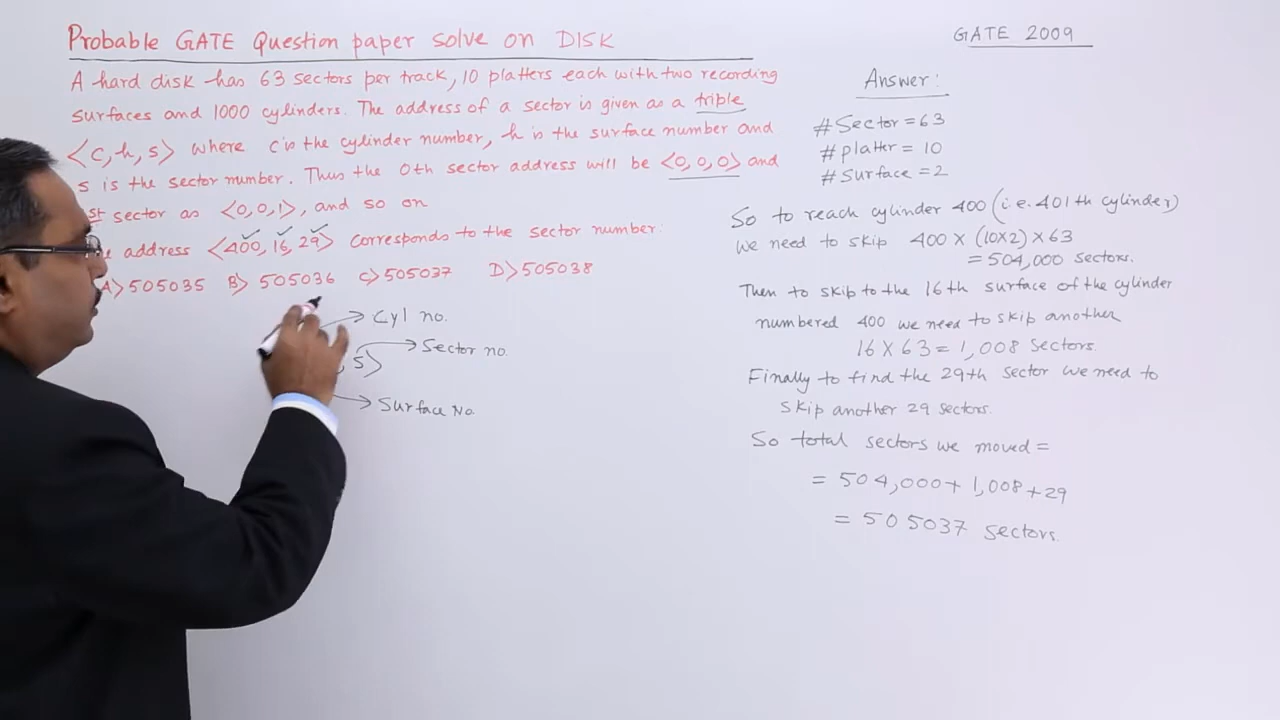 Probable GATE Question paper solve on DISK
A hard disk has 63 sectors per track, 10 platters each with two recording
surfaces and 1000 cylinders. The address of a sector is given as a triple
<C, h, s> where c is the cylinder number, h is the surface number and
s is the sector number. Thus the 0th sector address will be <0, 0, 0> and
st sector as <0, 0, 1>, and so on
address <400, 16, 29> corresponds to the sector number:
A> 505035 B> 505036 C> 505037 D> 505038
Cyl no.
Sector no.
, s>
Surface No.
GATE 2009
Answer:
# Sector = 63
# platter = 10
# Surface = 2
So to reach cylinder 400 (i.e. 401th cylinder)
we need to skip 400 × (10×2) × 63
= 504,000 sectors.
Then to skip to the 16th surface of the cylinder
numbered 400 we need to skip another
16 × 63 = 1,008 sectors.
Finally to find the 29th sector we need to
skip another 29 sectors.
So total sectors we moved =
= 504,000 + 1,008 + 29
= 505037 sectors.